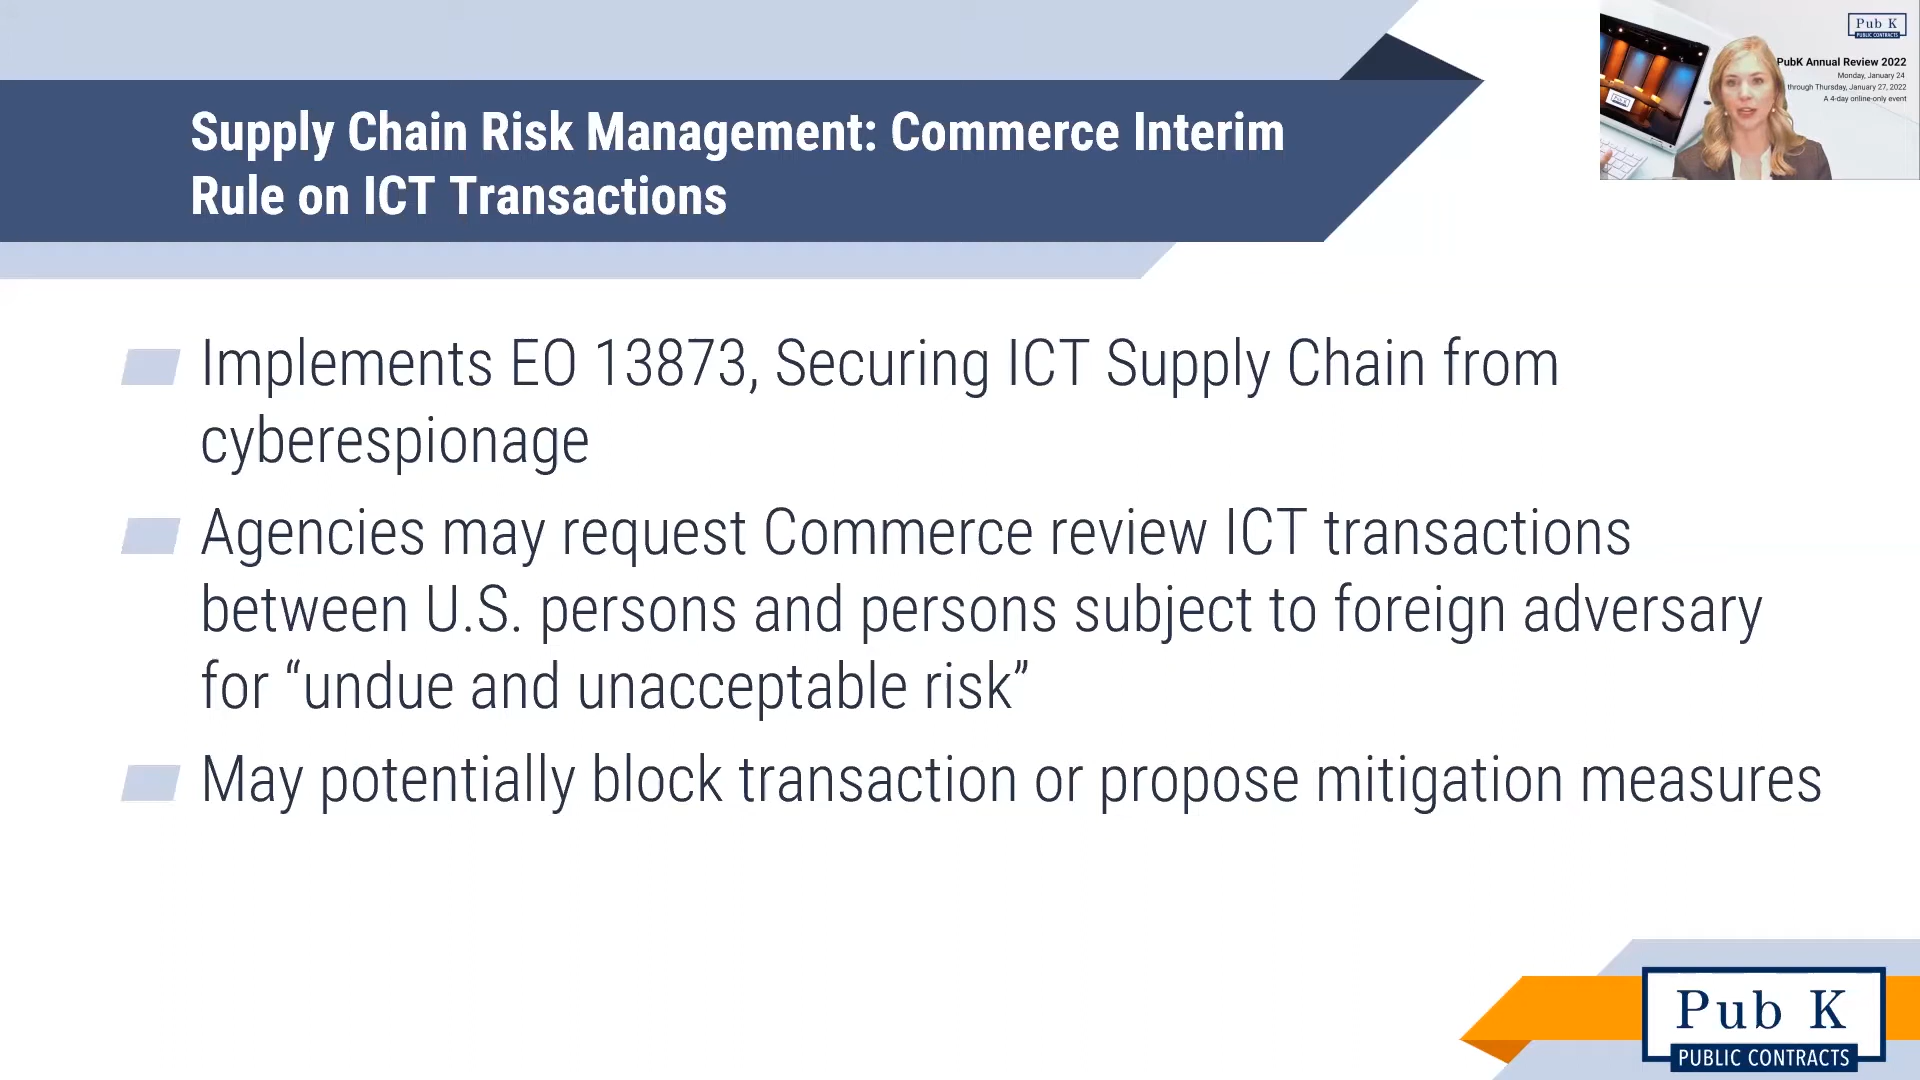 Supply Chain Risk Management: Commerce Interim
Rule on ICT Transactions
Pub K
PUBLIC CONTRACTS
PubK Annual Review 2022
Monday, January 24
through Thursday, January 27, 2022
A 4-day online-only event
Implements EO 13873, Securing ICT Supply Chain from
cyberespionage
Agencies may request Commerce review ICT transactions
between U.S. persons and persons subject to foreign adversary
for “undue and unacceptable risk”
May potentially block transaction or propose mitigation measures
Pub K
PUBLIC CONTRACTS